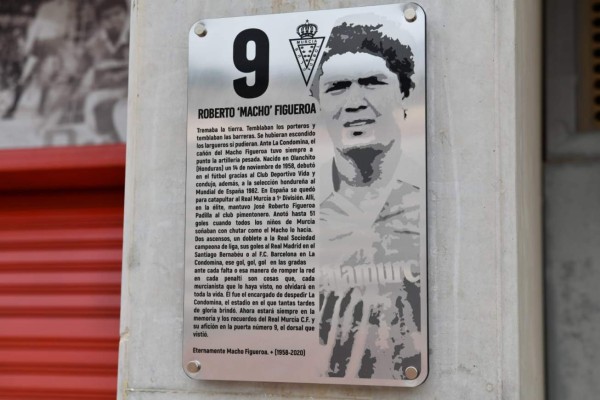 9
MURCIA
ROBERTO 'MACHO' FIGUEROA
Tremaba la tierra. Temblaban los porteros y
temblaban las barreras. Se hubieran escondido
los largueros si pudieran. Ante La Condomina, el
cañón del Macho Figueroa tuvo siempre a
punto la artillería pesada. Nacido en Olanchito
(Honduras) un 14 de noviembre de 1958, debutó
en el fútbol gracias al Club Deportivo Vida y
condujo, además, a la selección hondureña al
Mundial de España 1982. En España se quedó
para catapultar al Real Murcia a 1ª División. Allí,
en la élite, mantuvo José Roberto Figueroa
Padilla al club pimentonero. Anotó hasta 51
goles cuando todos los niños de Murcia
soñaban con chutar como el Macho lo hacía.
Dos ascensos, un doblete a la Real Sociedad
campeona de liga, sus goles al Real Madrid en el
Santiago Bernabéu o al F.C. Barcelona en La
Condomina, ese gol, gol, gol en las gradas
ante cada falta o esa manera de romper la red
en cada penalti son cosas que, cada
murcianista que lo haya visto, no olvidará en
toda la vida. Él fue el encargado de despedir La
Condomina, el estadio en el que tantas tardes
de gloria brindó. Ahora estará siempre en la
memoria y los recuerdos del Real Murcia C.F. y
su afición en la puerta número 9, el dorsal que
vistió.
Eternamente Macho Figueroa. + (1958-2020)